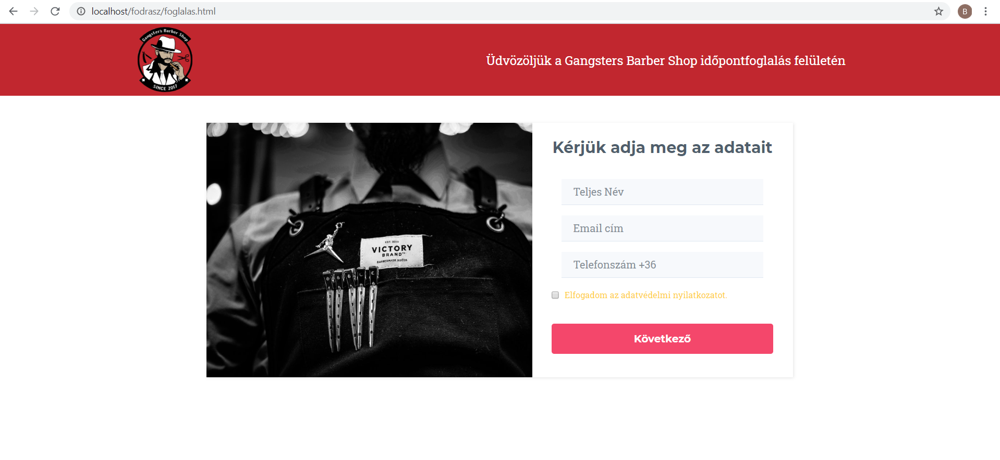 localhost/fodrasz/foglalas.html
B
Gangster's Barber Shop
SINCE 2017
Üdvözöljük a Gangsters Barber Shop időpontfoglalás felületén
EST. 2010
VICTORY
BRAND™
BARBERMADE GOODS
Kérjük adja meg az adatait
Teljes Név
Email cím
Telefonszám +36
Elfogadom az adatvédelmi nyilatkozatot.
Következő